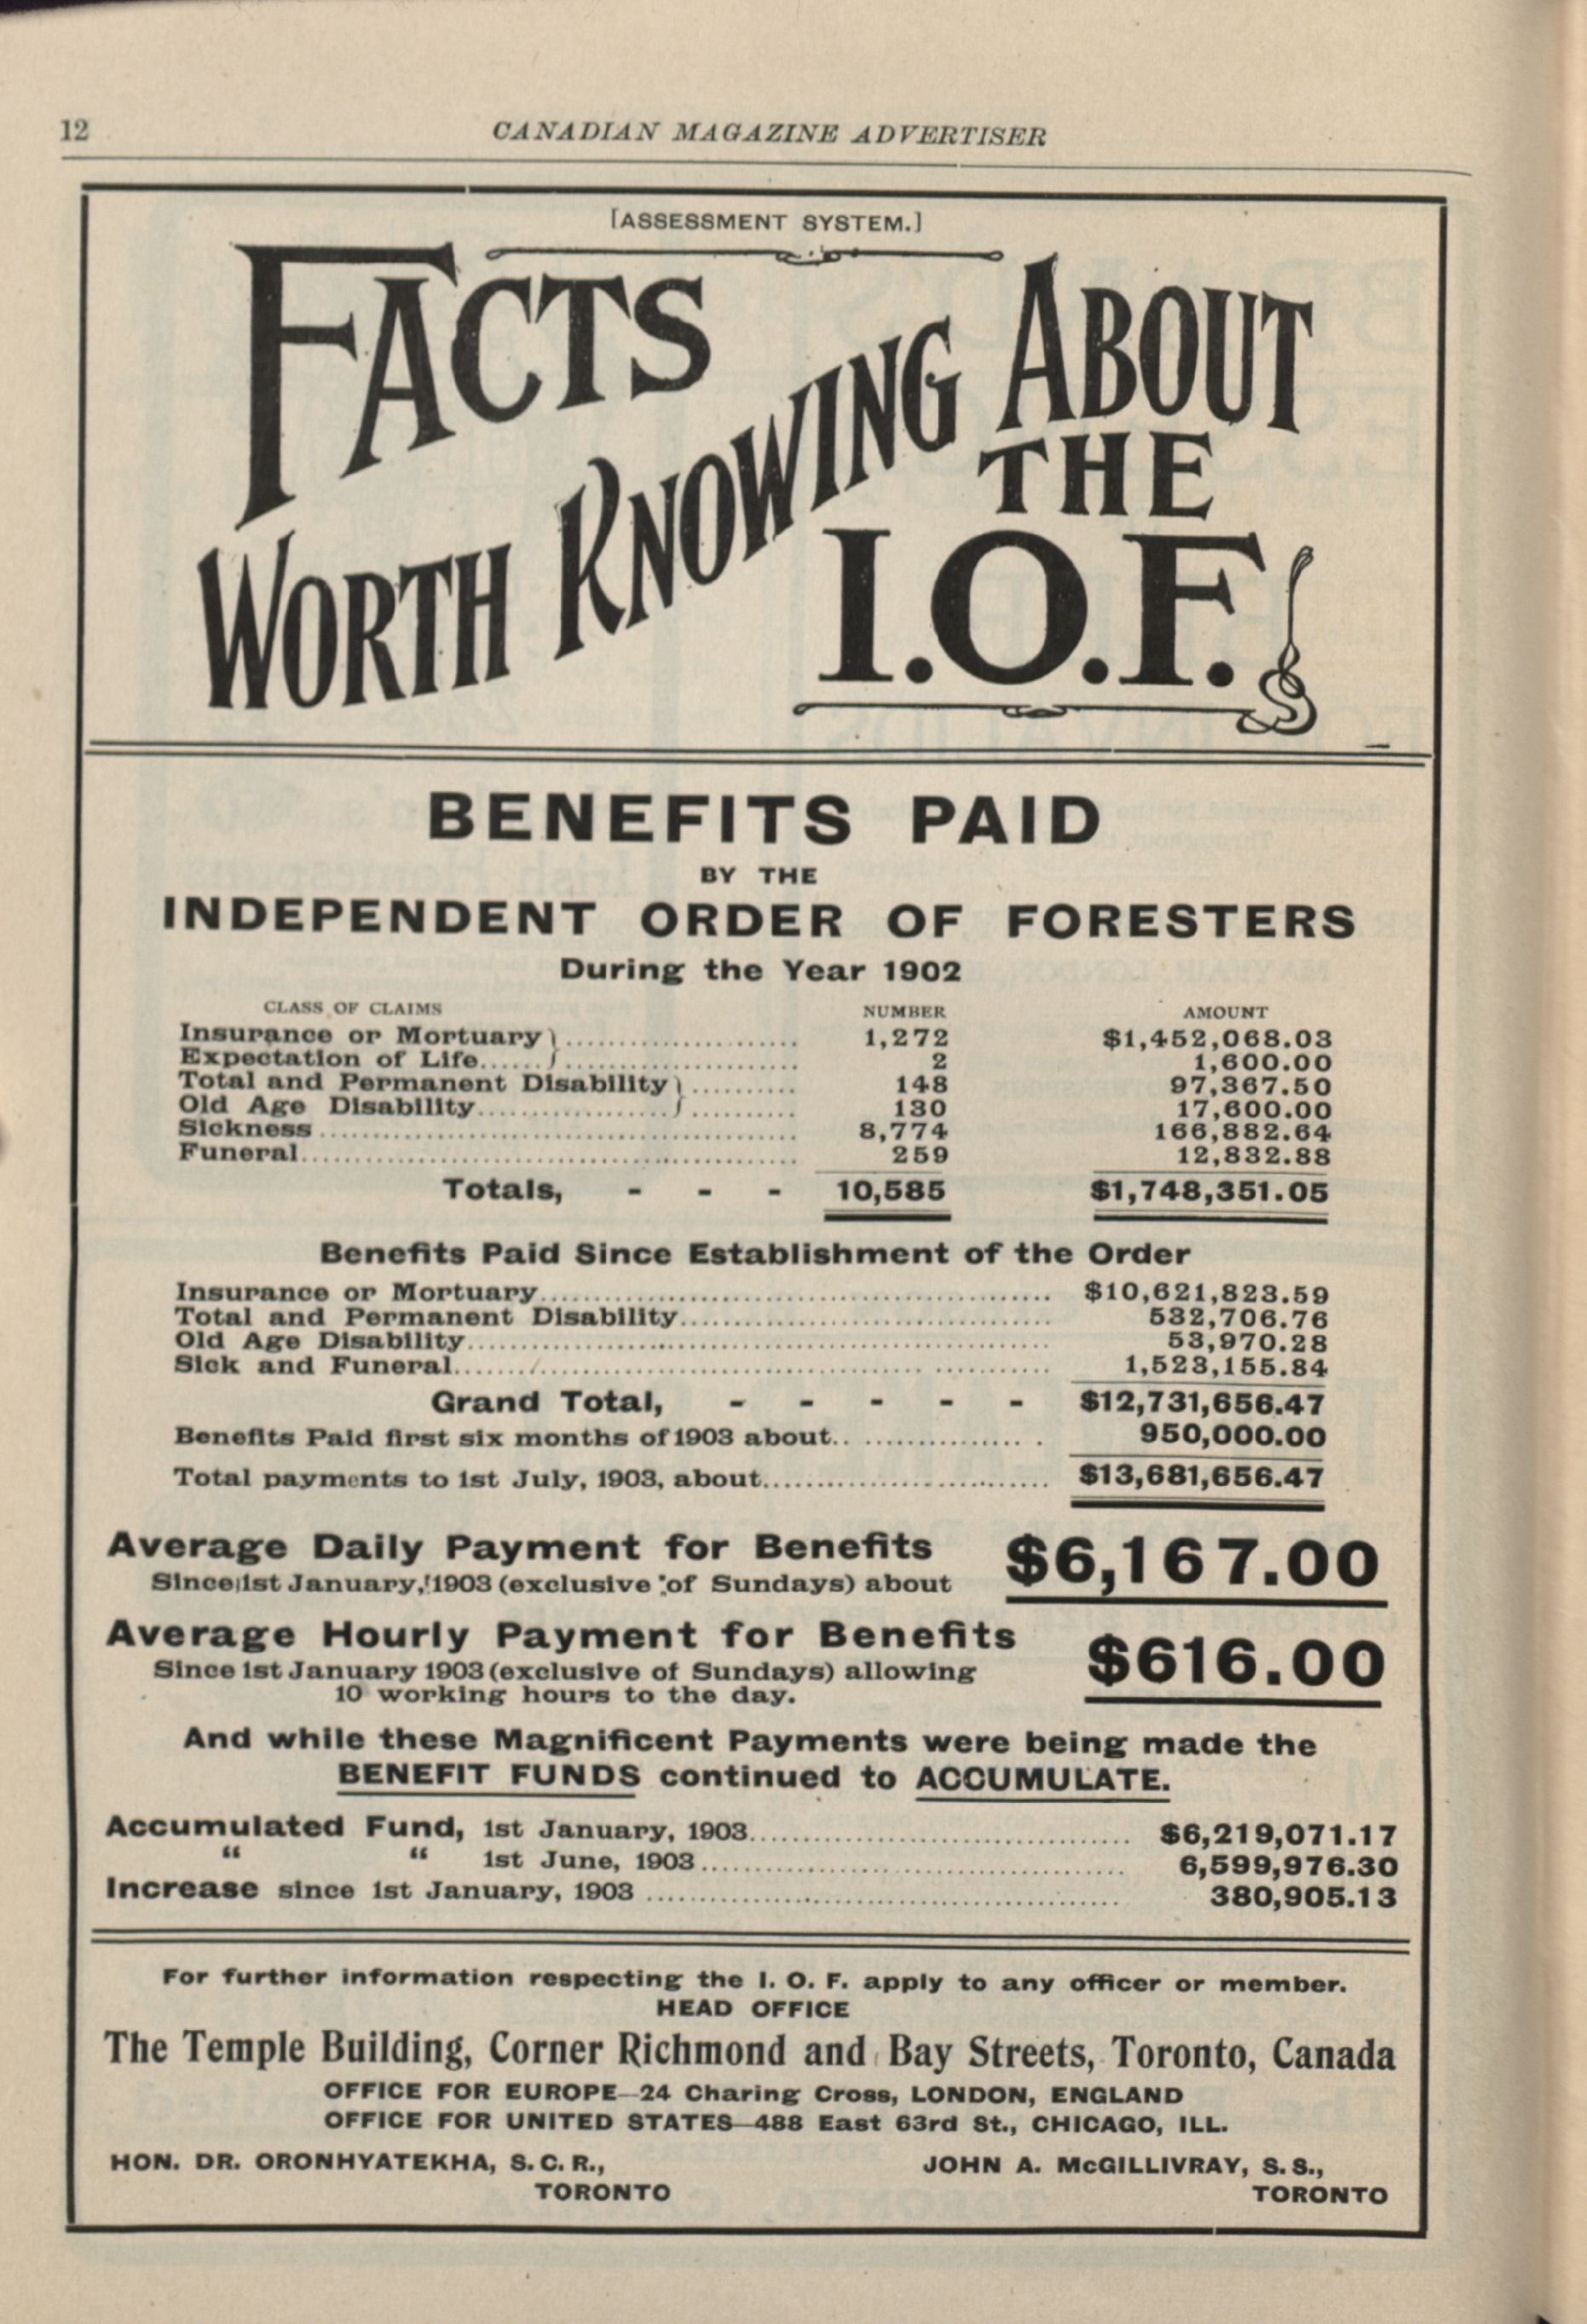 12
CANADIAN MAGAZINE ADVERTISER
[ASSESSMENT SYSTEM.]
FACTS
WORTH KNOWING ABOUT
THE
I.O.F.
BENEFITS PAID
BY THE
INDEPENDENT ORDER OF FORESTERS
During the Year 1902
CLASS OF CLAIMS NUMBER AMOUNT
Insurance or Mortuary}...................... 1,272 $1,452,068.03
Expectation of Life......}...................... 2 1,600.00
Total and Permanent Disability}.......... 148 97,367.50
Old Age Disability..................}.......... 130 17,600.00
Sickness............................................. 8,774 166,882.64
Funeral............................................... 259 12,832.88
Totals, - - - 10,585 $1,748,351.05
Benefits Paid Since Establishment of the Order
Insurance or Mortuary................................................ $10,621,823.59
Total and Permanent Disability................................... 532,706.76
Old Age Disability....................................................... 53,970.28
Sick and Funeral......................................................... 1,523,155.84
Grand Total, - - - - - $12,731,656.47
Benefits Paid first six months of 1903 about.. ................ . 950,000.00
Total payments to 1st July, 1903, about........................... $13,681,656.47
Average Daily Payment for Benefits $6,167.00
Since 1st January, 1903 (exclusive of Sundays) about
Average Hourly Payment for Benefits $616.00
Since 1st January 1903 (exclusive of Sundays) allowing
10 working hours to the day.
And while these Magnificent Payments were being made the
BENEFIT FUNDS continued to ACCUMULATE.
Accumulated Fund, 1st January, 1903.................................... $6,219,071.17
“ “ 1st June, 1903........................................ 6,599,976.30
Increase since 1st January, 1903 ............................................ 380,905.13
For further information respecting the I. O. F. apply to any officer or member.
HEAD OFFICE
The Temple Building, Corner Richmond and Bay Streets, Toronto, Canada
OFFICE FOR EUROPE—24 Charing Cross, LONDON, ENGLAND
OFFICE FOR UNITED STATES—488 East 63rd St., CHICAGO, ILL.
HON. DR. ORONHYATEKHA, S. C. R., JOHN A. McGILLIVRAY, S. S.,
TORONTO TORONTO